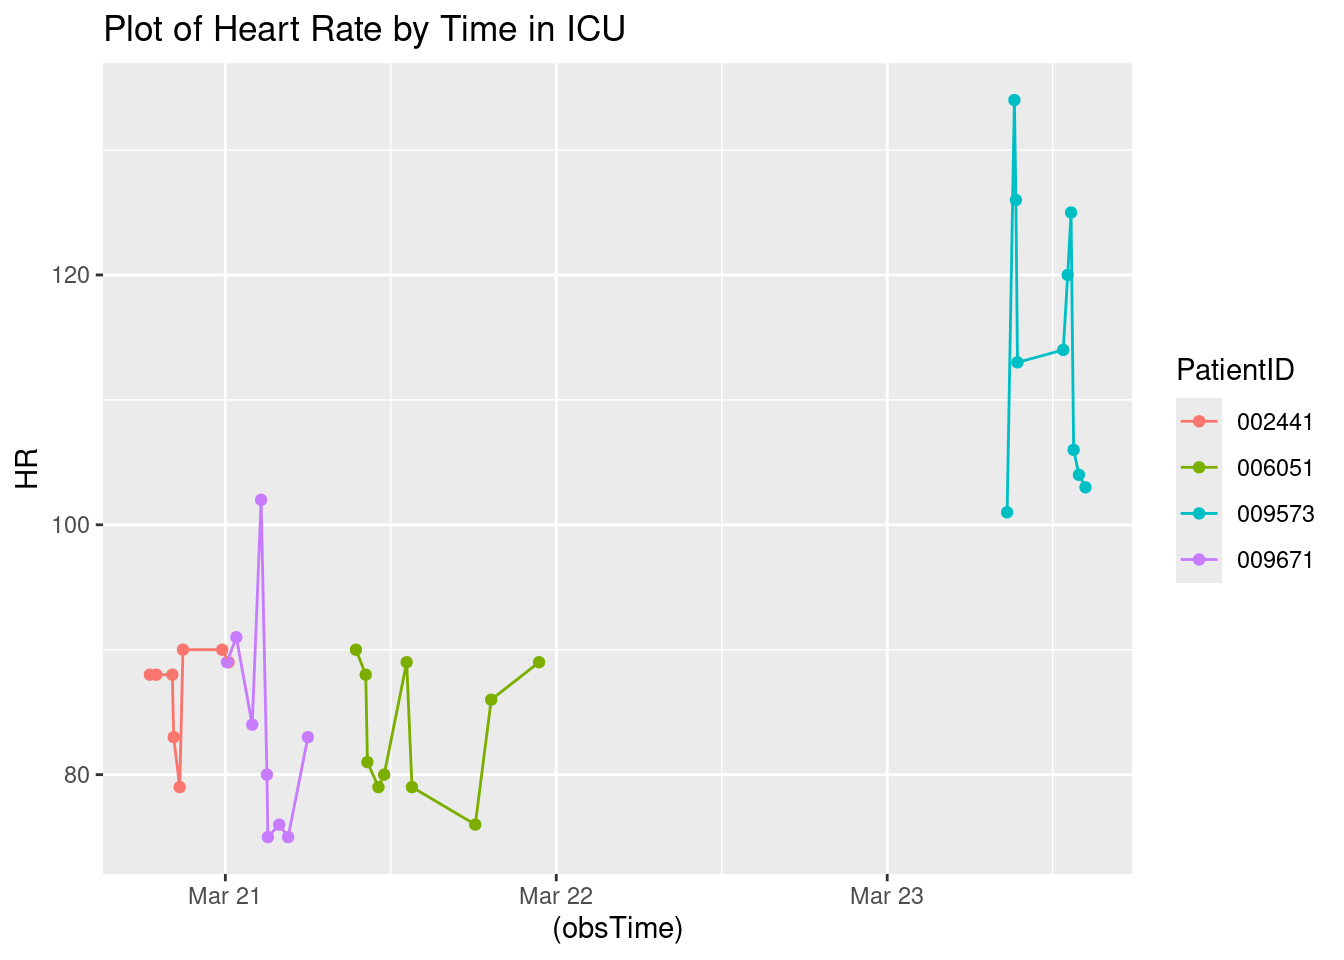 Plot of Heart Rate by Time in ICU
120
100
80
HR
Mar 21
Mar 22
Mar 23
(obsTime)
PatientID
002441
006051
009573
009671